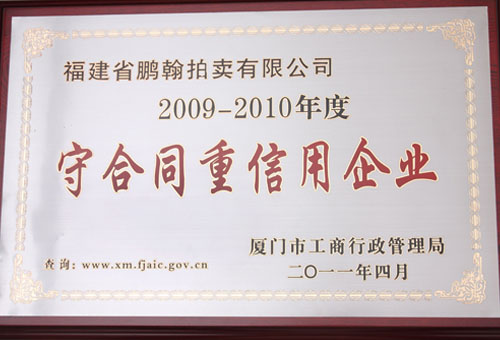 福建省鹏翰拍卖有限公司
2009-2010年度
守合同重信用企业
厦门市工商行政管理局
查询：www.xm.fjaic.gov.cn
二〇一一年四月